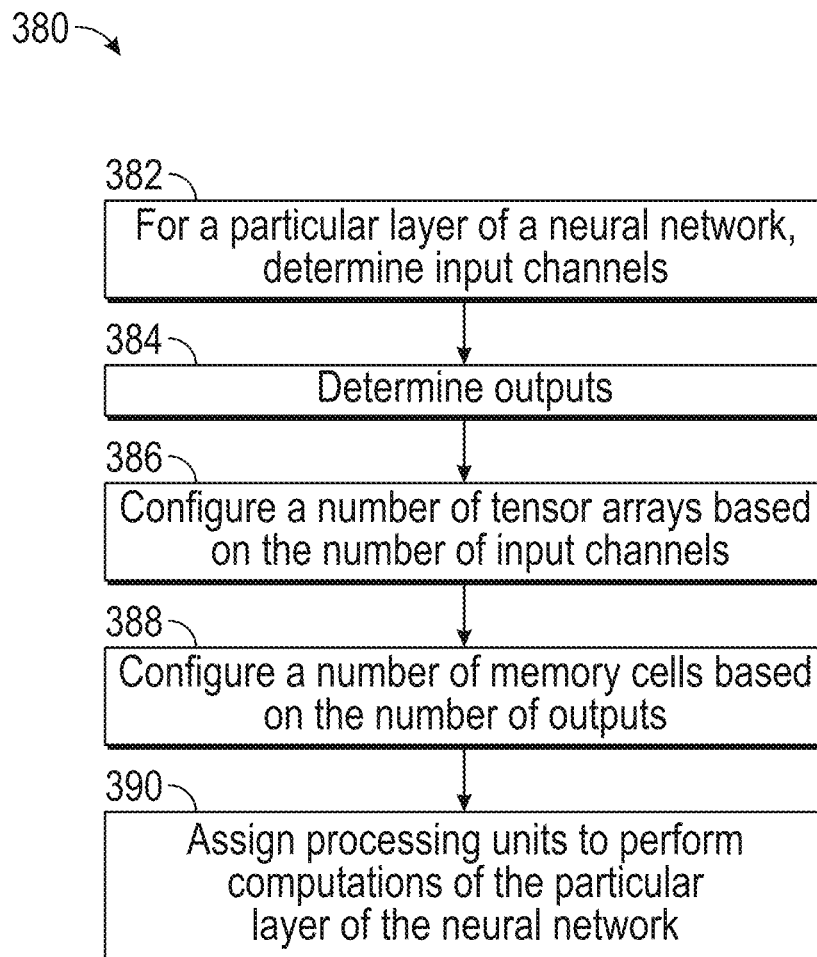 380
382
For a particular layer of a neural network,
determine input channels
384
Determine outputs
386
Configure a number of tensor arrays based
on the number of input channels
388
Configure a number of memory cells based
on the number of outputs
390
Assign processing units to perform
computations of the particular
layer of the neural network